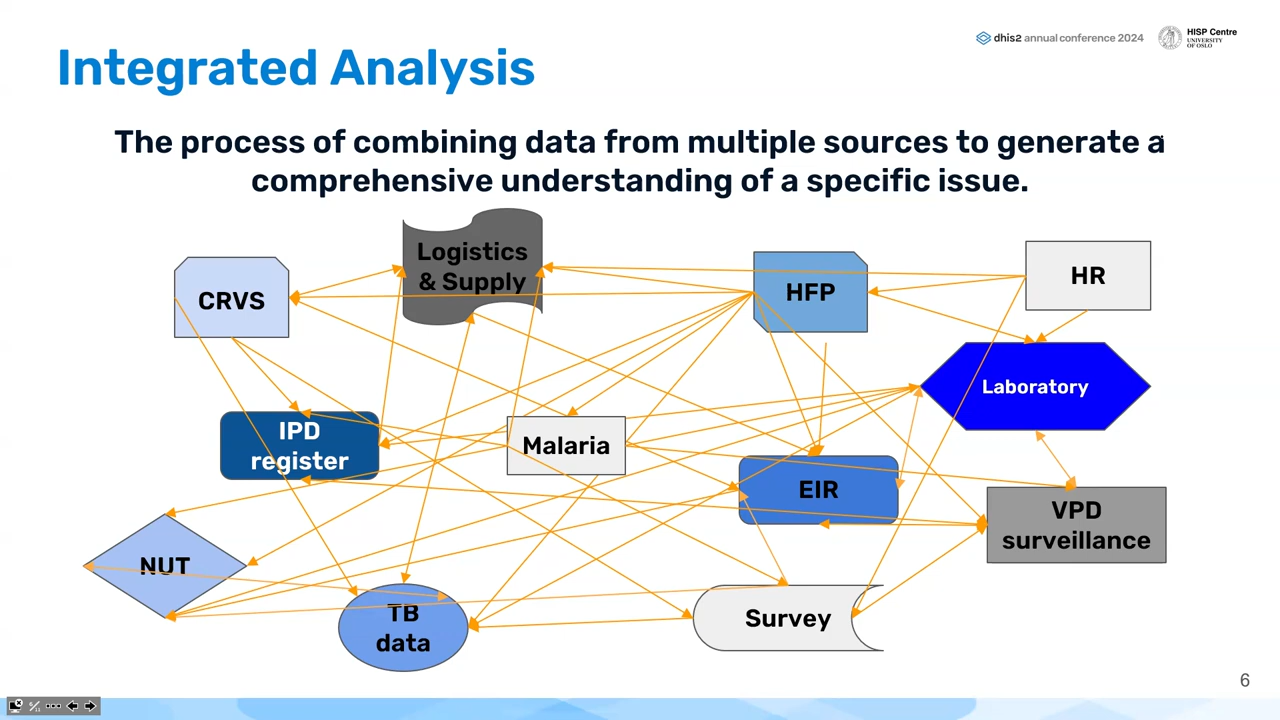 dhis2 annual conference 2024
HISP Centre
UNIVERSITY
OF OSLO
Integrated Analysis
The process of combining data from multiple sources to generate a
comprehensive understanding of a specific issue.
Logistics
& Supply
CRVS
HFP
HR
Laboratory
IPD
register
Malaria
EIR
VPD
surveillance
NUT
TB
data
Survey
6